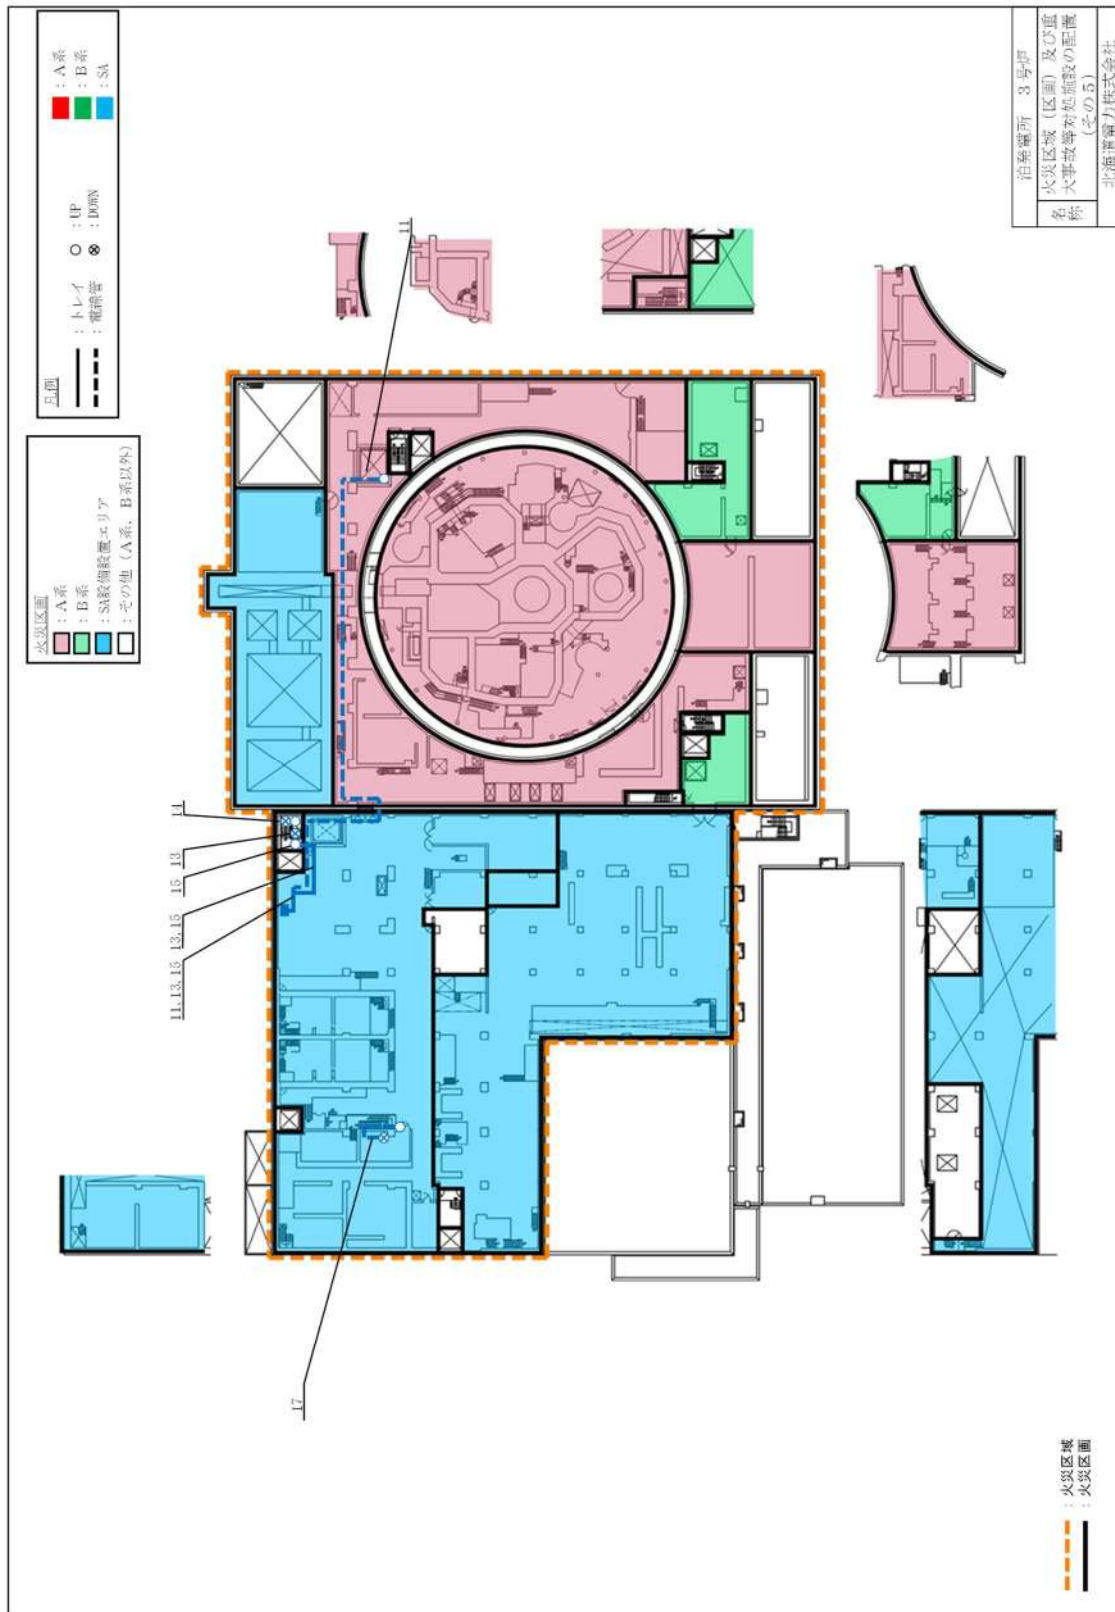 凡例
: トレイ
: 電線管
: UP
: DOWN
: A系
: B系
: SA
火災区画
: A系
: B系
: SA設備設置エリア
: その他（A系，B系以外）
11
14
13
15
13,15
11,13,15
17
: 火災区域
: 火災区画
泊発電所 3号炉
名称
火災区域（区画）及び重
大事故等対処施設の配置
（その5）
北海道電力株式会社